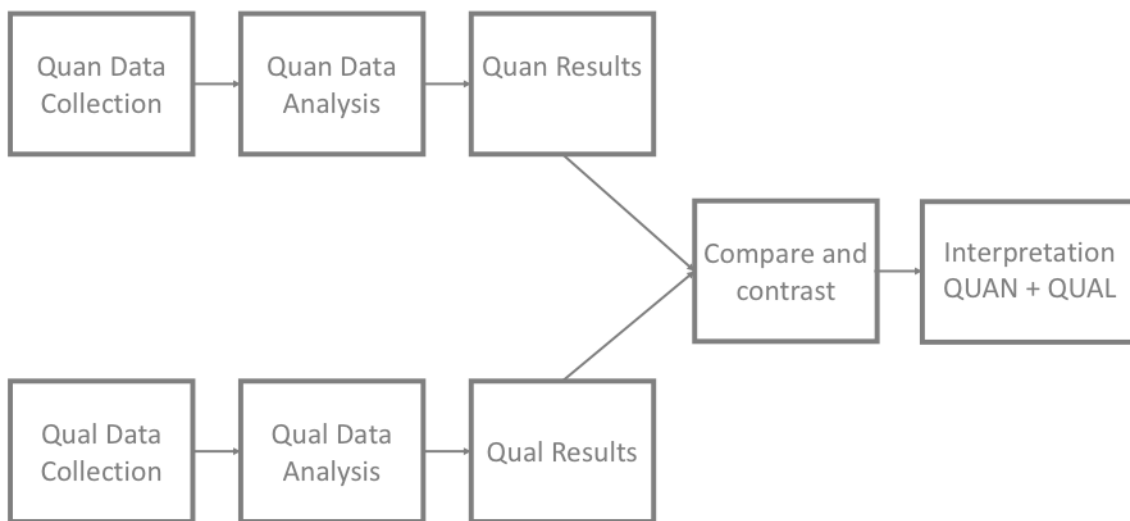 Quan Data
Collection
Quan Data
Analysis
Quan Results
Compare and
contrast
Interpretation
QUAN + QUAL
Qual Data
Collection
Qual Data
Analysis
Qual Results